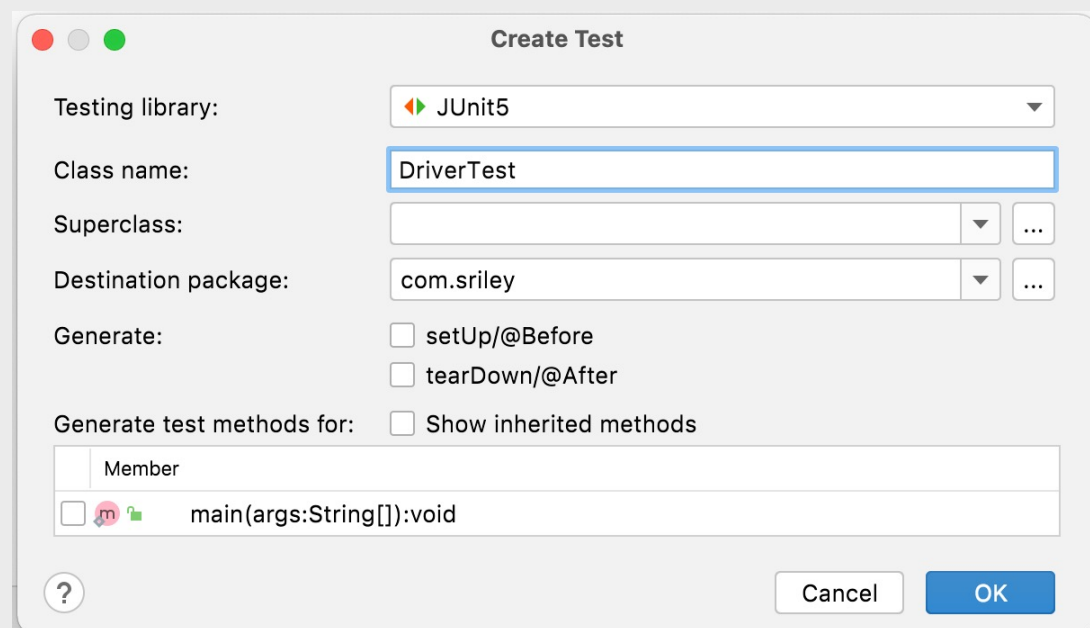 Create Test
Testing library: JUnit5
Class name: DriverTest
Superclass: ...
Destination package: com.sriley ...
Generate: setUp/@Before
tearDown/@After
Generate test methods for: Show inherited methods
Member
m main(args:String[]):void
? Cancel OK